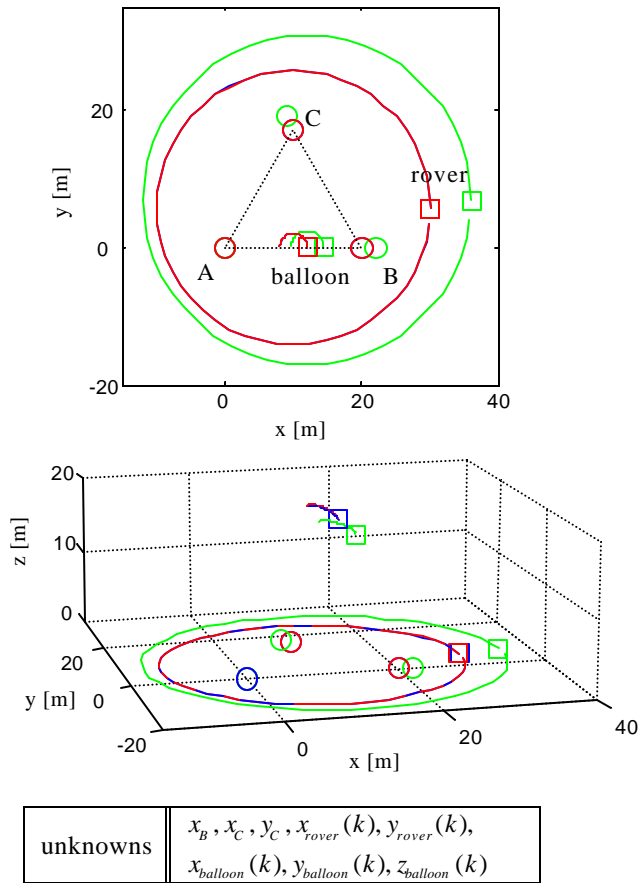 20
0
-20
y [m]
C
rover
A
balloon
B
0
20
40
x [m]
20
10
0
z [m]
20
0
-20
y [m]
0
20
40
x [m]
unknowns
x_B, x_C, y_C, x_rover(k), y_rover(k),
x_balloon(k), y_balloon(k), z_balloon(k)